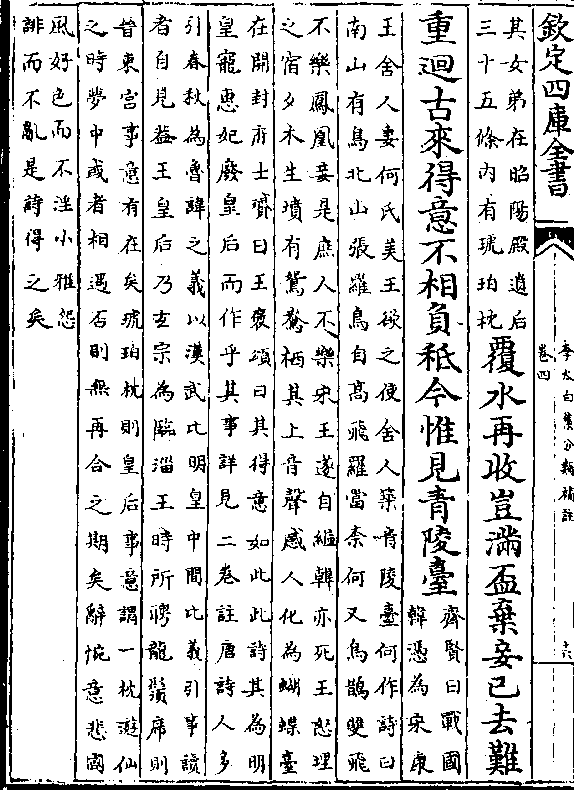 欽定四庫全書
李太白集分類補註
卷四
六
其女弟在昭陽殿遺后
三十五條內有琥珀枕
覆水再收豈滿盃棄妾已去難
重迴古來得意不相負秪今惟見青陵臺
齊賢曰戰國
韓憑為宋康
王舍人妻何氏美王欲之使舍人築青陵臺何作詩曰
南山有鳥北山張羅鳥自高飛羅當奈何又鳥鵲雙飛
不樂鳳凰妾是庶人不樂宋王遂自縊韓亦死王怒埋
之宿夕木生墳有鴛鴦栖其上音聲感人化為蝴蝶臺
在開封府士贇曰王褒頌曰其得意如此此詩其為明
皇寵惠妃廢皇后而作乎其事詳見二卷註唐詩人多
引春秋為魯諱之義以漢武比明皇中間比義引事讀
者自見益王皇后乃𤣥宗為臨淄王時所聘龍鬚席則
昔東宫事意有在矣琥珀枕則皇后事意謂一枕遊仙
之時夢中或者相遇否則無再合之期矣辭惋意悲國
風好色而不淫小雅怨
誹而不亂是詩得之矣